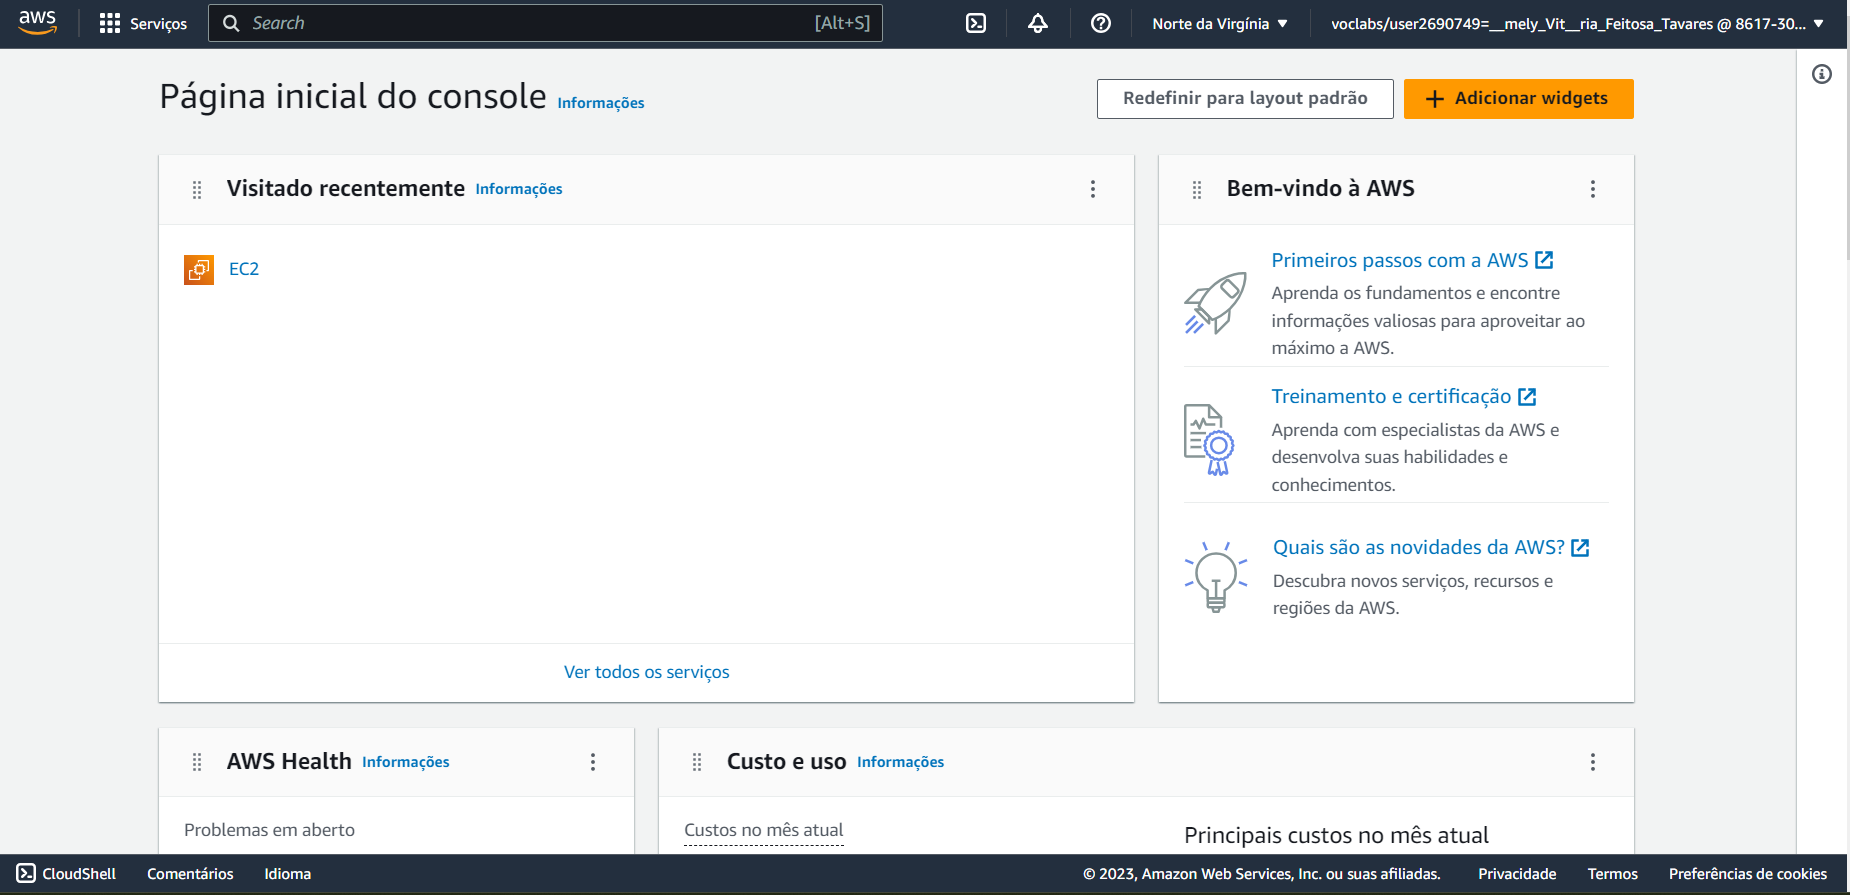 aws
Serviços
Search
[Alt+S]
Norte da Virgínia
voclabs/user2690749=__mely_Vit__ria_Feitosa_Tavares @ 8617-30...
Página inicial do console
Informações
Redefinir para layout padrão
Adicionar widgets
Visitado recentemente
Informações
EC2
Ver todos os serviços
Bem-vindo à AWS
Primeiros passos com a AWS
Aprenda os fundamentos e encontre
informações valiosas para aproveitar ao
máximo a AWS.
Treinamento e certificação
Aprenda com especialistas da AWS e
desenvolva suas habilidades e
conhecimentos.
Quais são as novidades da AWS?
Descubra novos serviços, recursos e
regiões da AWS.
AWS Health
Informações
Problemas em aberto
Custo e uso
Informações
Custos no mês atual
Principais custos no mês atual
CloudShell
Comentários
Idioma
© 2023, Amazon Web Services, Inc. ou suas afiliadas.
Privacidade
Termos
Preferências de cookies